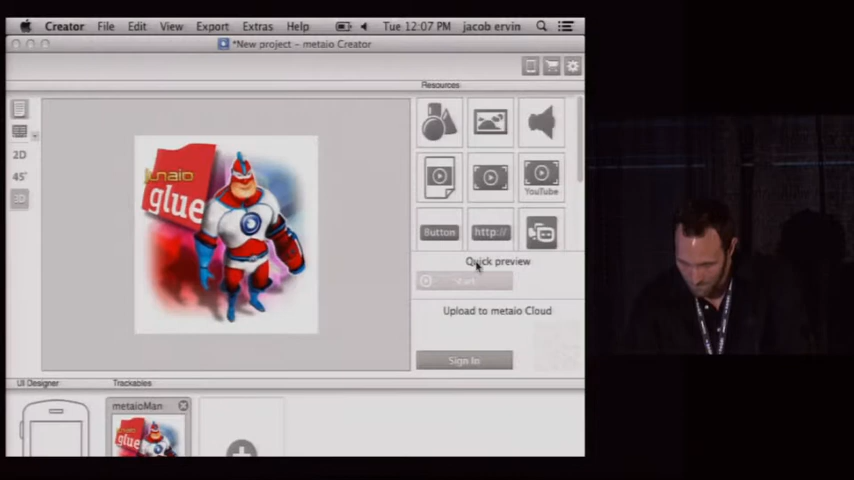 Creator File Edit View Export Extras Help Tue 12:07 PM jacob ervin
*New project – metaio Creator
Resources
2D
45°
3D
junaio
glue
YouTube
Button
http://
Quick preview
Start
Upload to metaio Cloud
Sign In
UI Designer
Trackables
metaioMan
glue